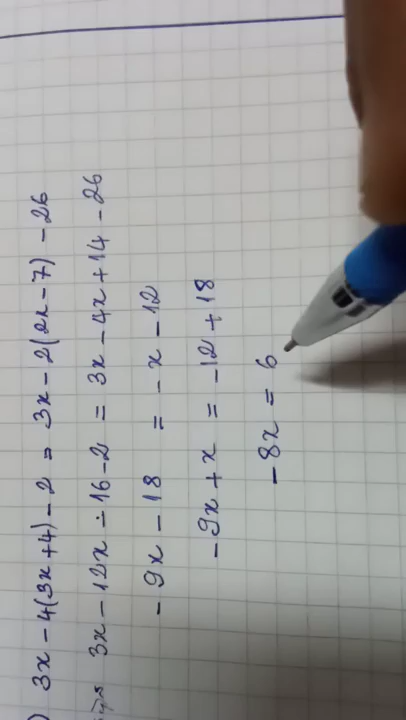 ) 3x - 4(3x+4) - 2 = 3x - 2(2x - 7) - 26
3x - 12x - 16 - 2 = 3x - 4x + 14 - 26
- 9x - 18 = - x - 12
- 9x + x = -12 + 18
- 8x = 6